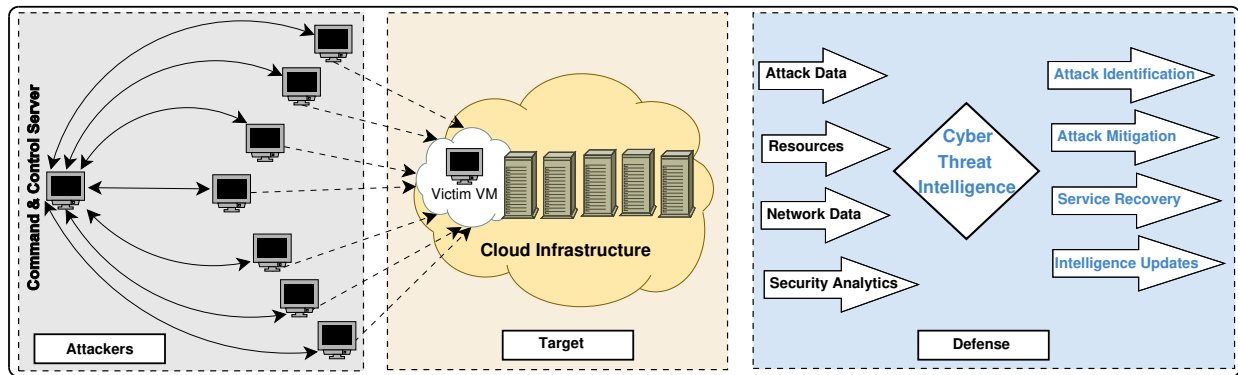 Command & Control Server
Attackers
Victim VM
Cloud Infrastructure
Target
Attack Data
Resources
Network Data
Security Analytics
Cyber
Threat
Intelligence
Attack Identification
Attack Mitigation
Service Recovery
Intelligence Updates
Defense